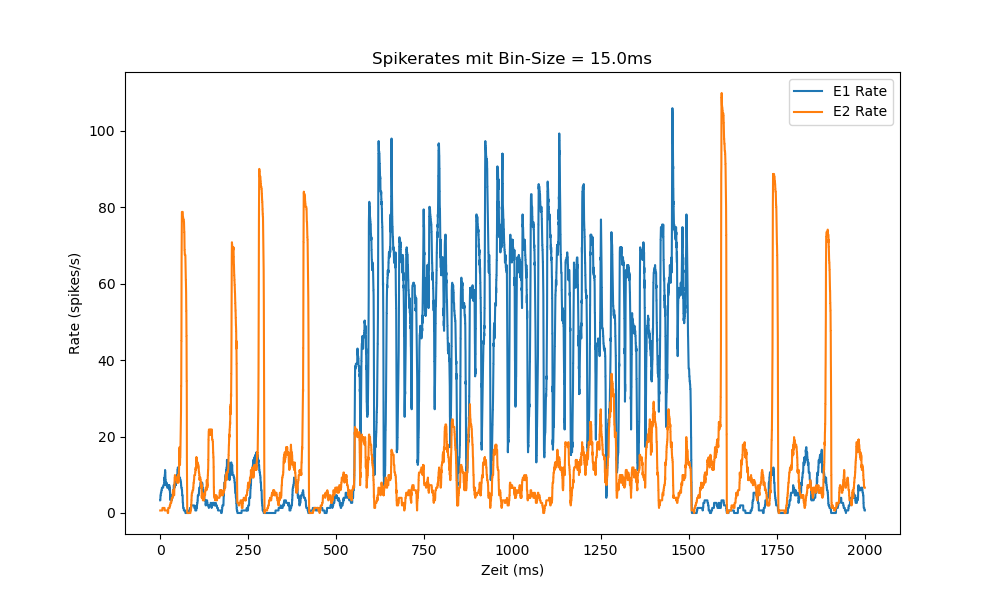 Spikerates mit Bin-Size = 15.0ms
E1 Rate
E2 Rate
Rate (spikes/s)
100
80
60
40
20
0
0 250 500 750 1000 1250 1500 1750 2000
Zeit (ms)